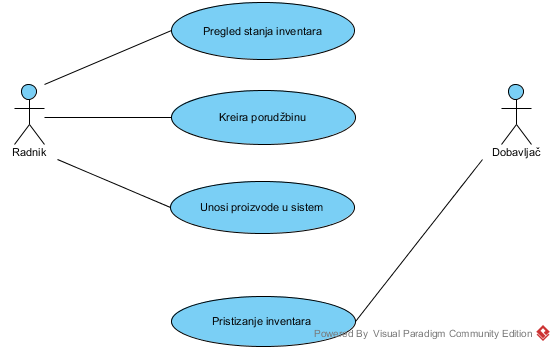 Pregled stanja inventara
Kreira porudžbinu
Radnik
Dobavljač
Unosi proizvode u sistem
Pristizanje inventara
Powered By Visual Paradigm Community Edition